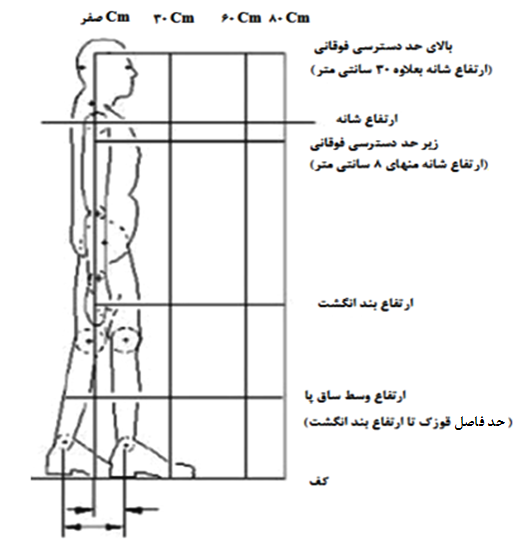 صفر Cm ۳۰ Cm ۶۰ Cm ۸۰ Cm
بالای حد دسترسی فوقانی
(ارتفاع شانه بعلاوه ۳۰ سانتی متر)
ارتفاع شانه
زیر حد دسترسی فوقانی
(ارتفاع شانه منهای ۸ سانتی متر)
ارتفاع بند انگشت
ارتفاع وسط ساق پا
(حد فاصل قوزک تا ارتفاع بند انگشت)
کف